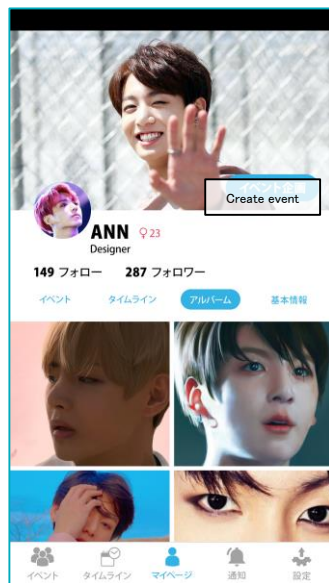 イベント企画
Create event
ANN ♀23
Designer
149 フォロー 287 フォロワー
イベント タイムライン アルバーム 基本情報
イベント タイムライン マイページ 通知 設定